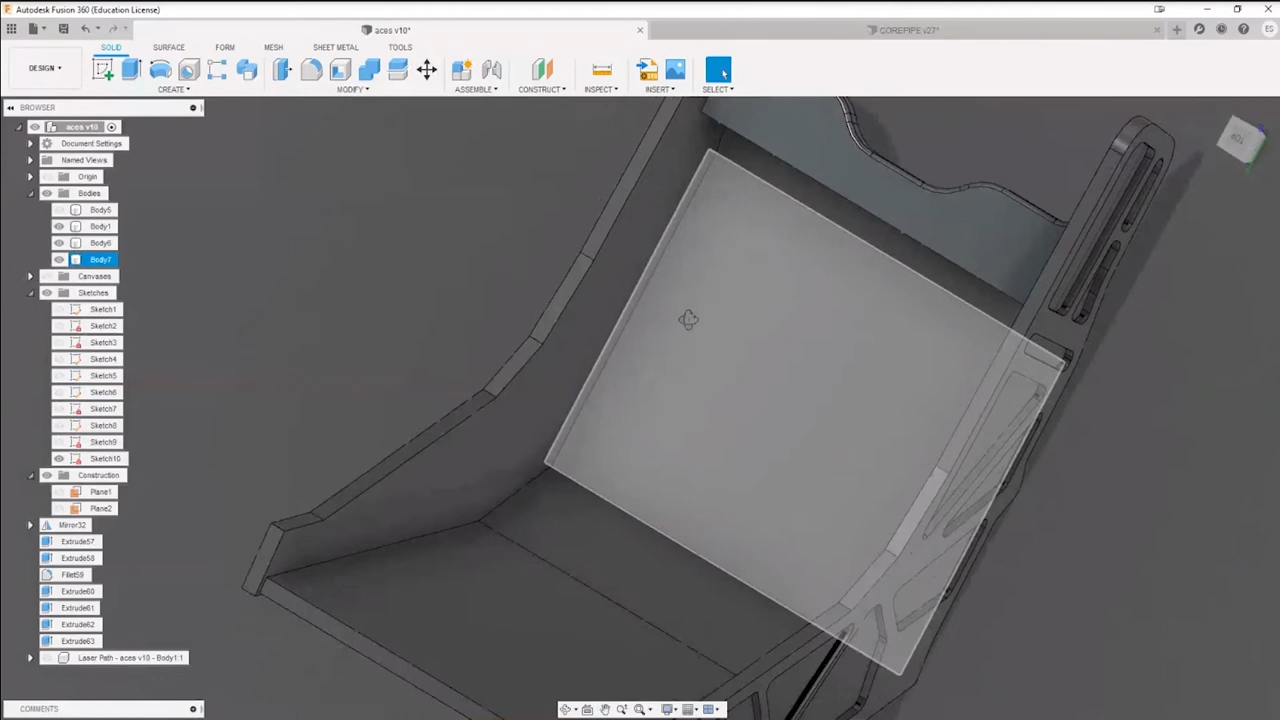 Autodesk Fusion 360 (Education License)
aces v10*
COREPIPE v27*
ES
SOLID SURFACE FORM MESH SHEET METAL TOOLS
DESIGN
CREATE MODIFY ASSEMBLE CONSTRUCT INSPECT INSERT SELECT
BROWSER
aces v10
Document Settings
Named Views
Origin
Bodies
Body5
Body1
Body6
Body7
Canvases
Sketches
Sketch1
Sketch2
Sketch3
Sketch4
Sketch5
Sketch6
Sketch7
Sketch8
Sketch9
Sketch10
Construction
Plane1
Plane2
Mirror32
Extrude57
Extrude58
Fillet59
Extrude60
Extrude61
Extrude62
Extrude63
Laser Path - aces v10 - Body1:1
COMMENTS